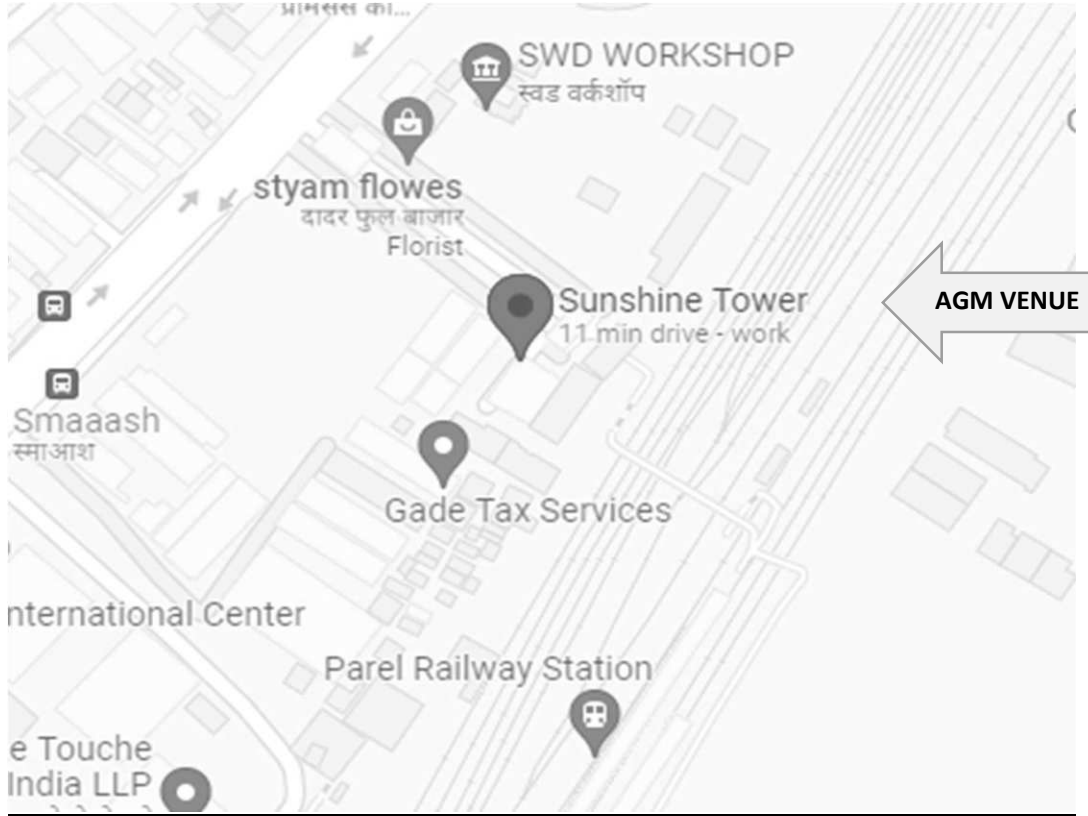 SWD WORKSHOP
स्वड वर्कशॉप
styam flowes
दादर फुल बाजार
Florist
Sunshine Tower
11 min drive - work
AGM VENUE
Smaaash
स्माआश
Gade Tax Services
nternational Center
Parel Railway Station
e Touche
India LLP